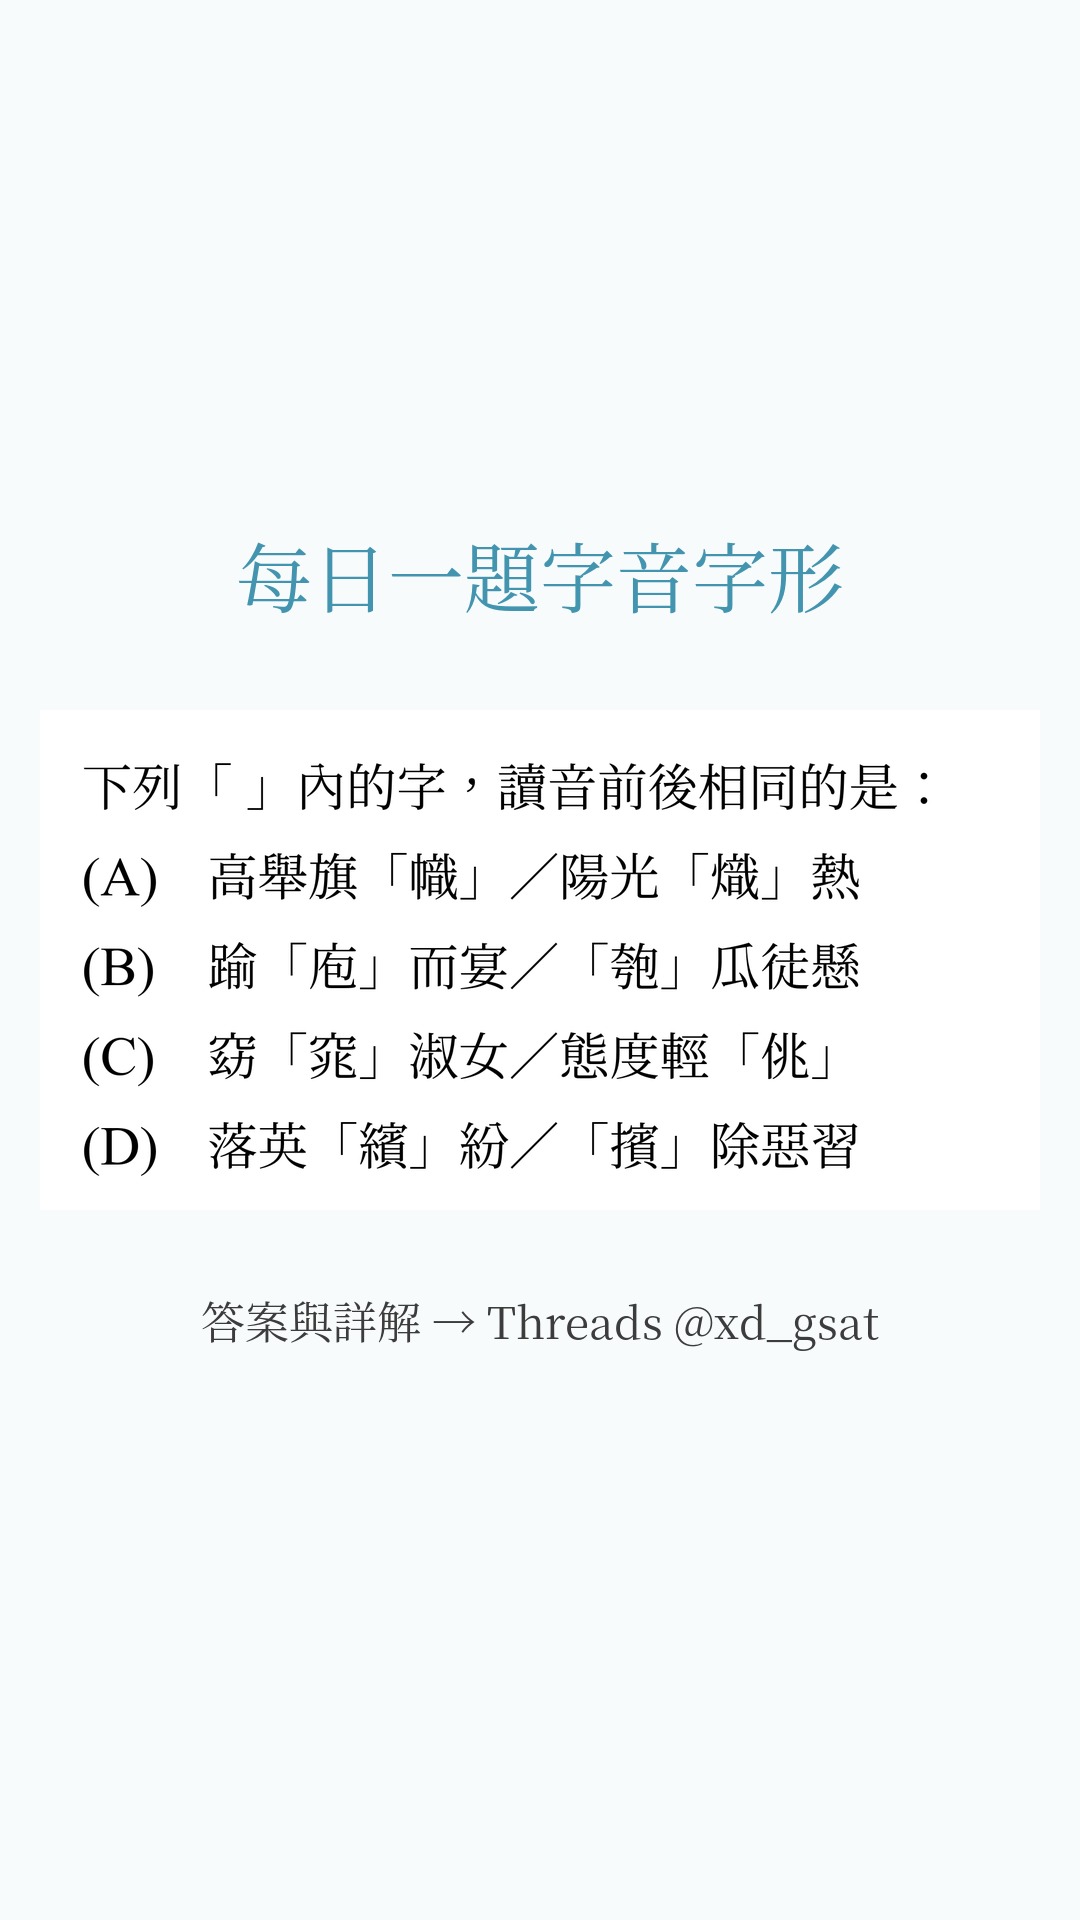 每日一題字音字形
下列「 」內的字，讀音前後相同的是：
(A) 高舉旗「幟」／陽光「熾」熱
(B) 踰「庖」而宴／「匏」瓜徒懸
(C) 窈「窕」淑女／態度輕「佻」
(D) 落英「繽」紛／「擯」除惡習
答案與詳解 → Threads @xd_gsat